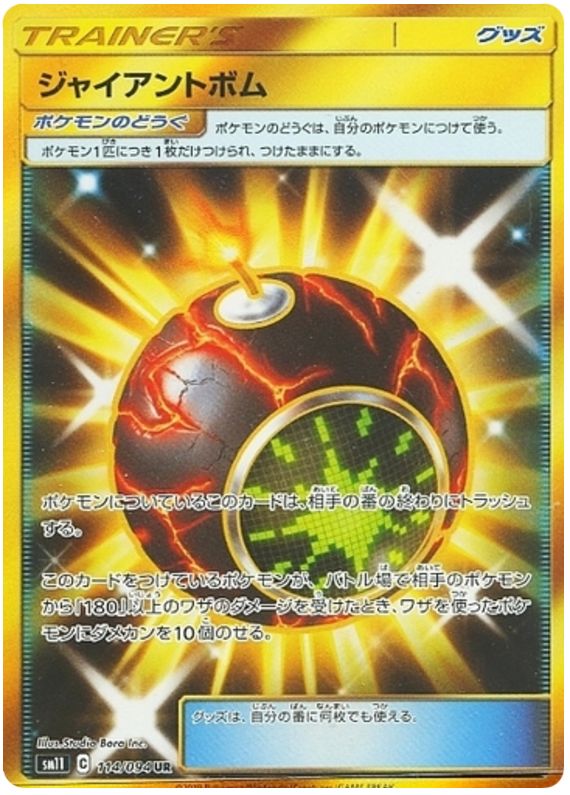 TRAINER'S
グッズ
ジャイアントボム
ポケモンのどうぐ
ポケモンのどうぐは、自分のポケモンにつけて使う。
ポケモン1匹につき1枚だけつけられ、つけたままにする。
ポケモンについているこのカードは、相手の番の終わりにトラッシュ
する。
このカードをつけているポケモンが、バトル場で相手のポケモン
から「180」以上のワザのダメージを受けたとき、ワザを使ったポケ
モンにダメカンを10個のせる。
グッズは、自分の番に何枚でも使える。
Illus.Studio Bora Inc.
sm11 C 114/094 UR